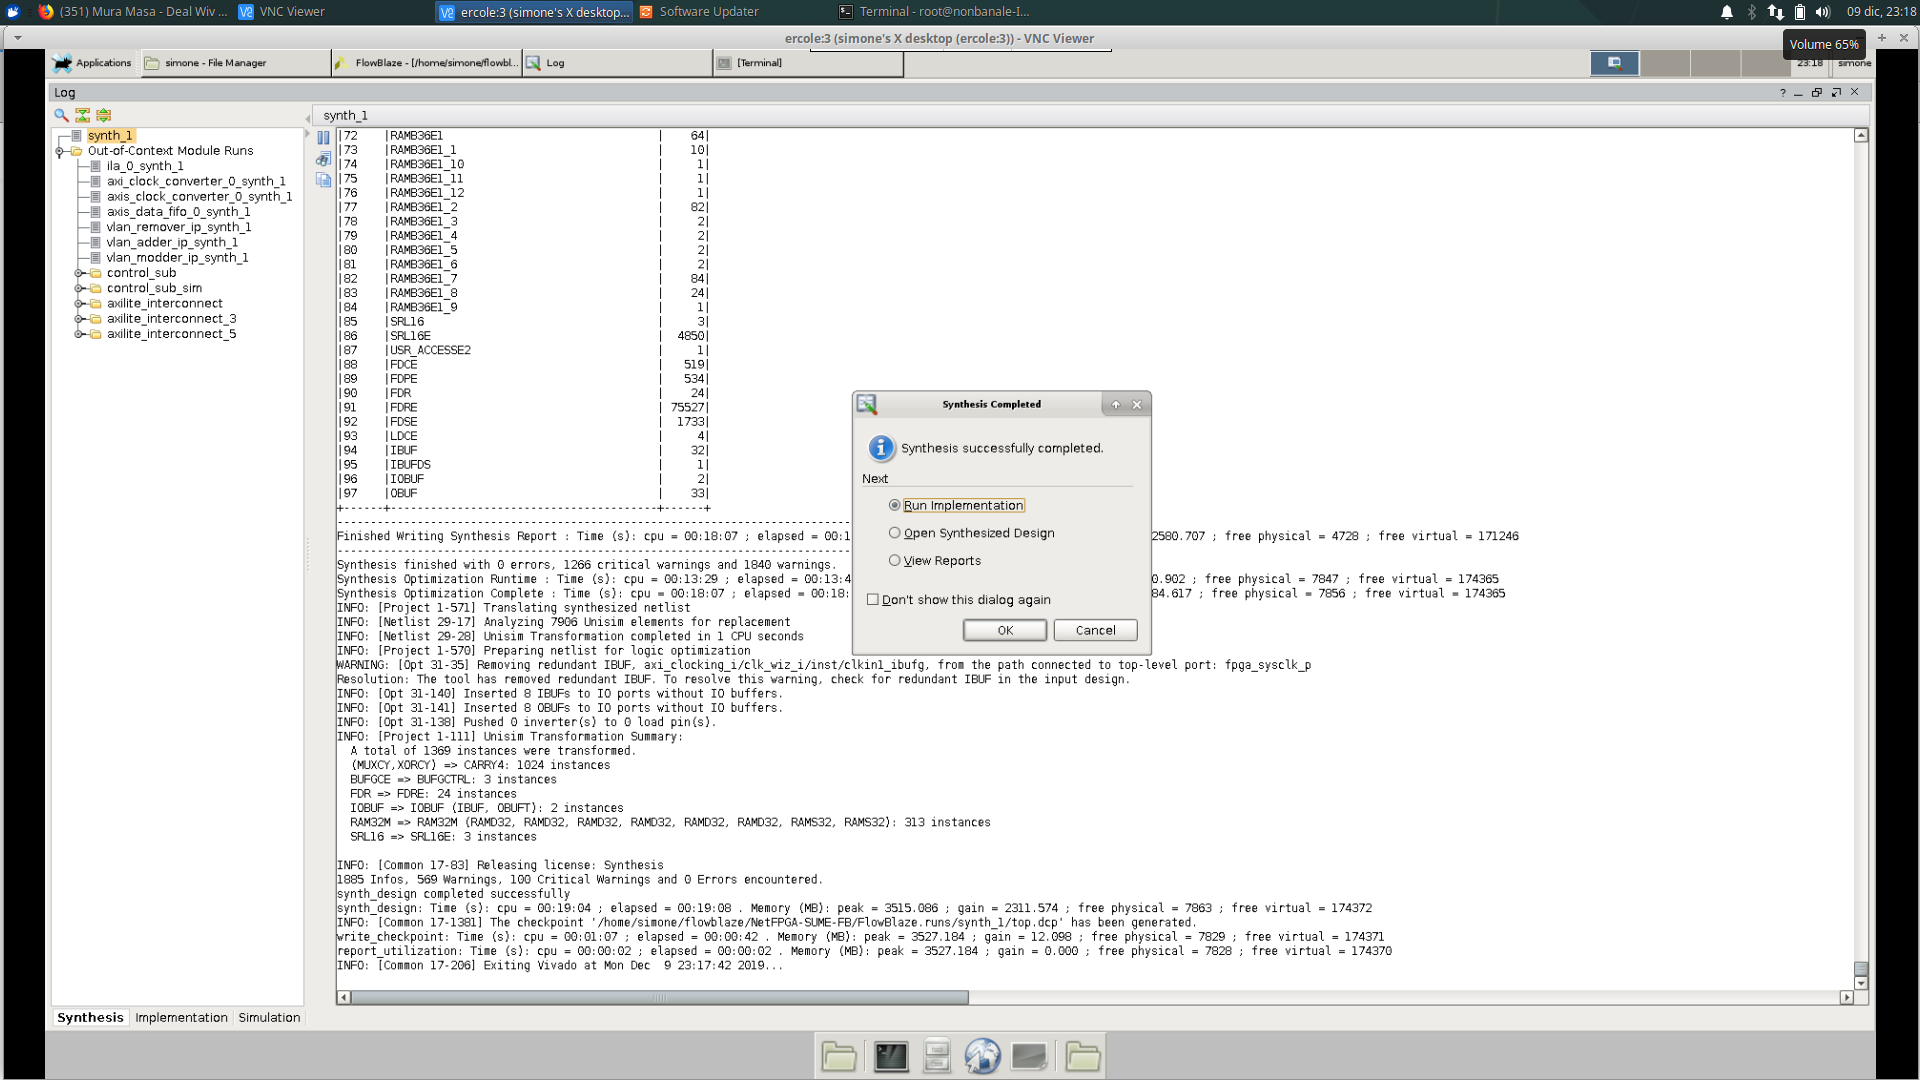 (351) Mura Masa - Deal Wiv ...
VNC Viewer
ercole:3 (simone's X desktop...
Software Updater
Terminal - root@nonbanale-I...
09 dic, 23:18
ercole:3 (simone's X desktop (ercole:3)) - VNC Viewer
Volume 65%
Applications
simone - File Manager
FlowBlaze - [/home/simone/flowbl...
Log
[Terminal]
23:18
simone
Log
synth_1
Out-of-Context Module Runs
ila_0_synth_1
axi_clock_converter_0_synth_1
axis_clock_converter_0_synth_1
axis_data_fifo_0_synth_1
vlan_remover_ip_synth_1
vlan_adder_ip_synth_1
vlan_modder_ip_synth_1
control_sub
control_sub_sim
axilite_interconnect
axilite_interconnect_3
axilite_interconnect_5
synth_1
|72 |RAMB36E1 | 64|
|73 |RAMB36E1_1 | 10|
|74 |RAMB36E1_10 | 1|
|75 |RAMB36E1_11 | 1|
|76 |RAMB36E1_12 | 1|
|77 |RAMB36E1_2 | 82|
|78 |RAMB36E1_3 | 2|
|79 |RAMB36E1_4 | 2|
|80 |RAMB36E1_5 | 2|
|81 |RAMB36E1_6 | 2|
|82 |RAMB36E1_7 | 84|
|83 |RAMB36E1_8 | 24|
|84 |RAMB36E1_9 | 1|
|85 |SRL16 | 3|
|86 |SRL16E | 4850|
|87 |USR_ACCESSE2 | 1|
|88 |FDCE | 519|
|89 |FDPE | 534|
|90 |FDR | 24|
|91 |FDRE | 75527|
|92 |FDSE | 1733|
|93 |LDCE | 4|
|94 |IBUF | 32|
|95 |IBUFDS | 1|
|96 |IOBUF | 2|
|97 |OBUF | 33|
Finished Writing Synthesis Report : Time (s): cpu = 00:18:07 ; elapsed = 00:1 2580.707 ; free physical = 4728 ; free virtual = 171246
Synthesis finished with 0 errors, 1266 critical warnings and 1840 warnings.
Synthesis Optimization Runtime : Time (s): cpu = 00:13:29 ; elapsed = 00:13:4 0.902 ; free physical = 7847 ; free virtual = 174365
Synthesis Optimization Complete : Time (s): cpu = 00:18:07 ; elapsed = 00:18: 84.617 ; free physical = 7856 ; free virtual = 174365
INFO: [Project 1-571] Translating synthesized netlist
INFO: [Netlist 29-17] Analyzing 7906 Unisim elements for replacement
INFO: [Netlist 29-28] Unisim Transformation completed in 1 CPU seconds
INFO: [Project 1-570] Preparing netlist for logic optimization
WARNING: [Opt 31-35] Removing redundant IBUF, axi_clocking_i/clk_wiz_i/inst/clkin1_ibufg, from the path connected to top-level port: fpga_sysclk_p
Resolution: The tool has removed redundant IBUF. To resolve this warning, check for redundant IBUF in the input design.
INFO: [Opt 31-140] Inserted 8 IBUFs to IO ports without IO buffers.
INFO: [Opt 31-141] Inserted 8 OBUFs to IO ports without IO buffers.
INFO: [Opt 31-138] Pushed 0 inverter(s) to 0 load pin(s).
INFO: [Project 1-111] Unisim Transformation Summary:
A total of 1369 instances were transformed.
(MUXCY,XORCY) => CARRY4: 1024 instances
BUFGCE => BUFGCTRL: 3 instances
FDR => FDRE: 24 instances
IOBUF => IOBUF (IBUF, OBUFT): 2 instances
RAM32M => RAM32M (RAMD32, RAMD32, RAMD32, RAMD32, RAMD32, RAMD32, RAMS32, RAMS32): 313 instances
SRL16 => SRL16E: 3 instances
INFO: [Common 17-83] Releasing license: Synthesis
1885 Infos, 569 Warnings, 100 Critical Warnings and 0 Errors encountered.
synth_design completed successfully
synth_design: Time (s): cpu = 00:19:04 ; elapsed = 00:19:08 . Memory (MB): peak = 3515.086 ; gain = 2311.574 ; free physical = 7863 ; free virtual = 174372
INFO: [Common 17-1381] The checkpoint '/home/simone/flowblaze/NetFPGA-SUME-FB/FlowBlaze.runs/synth_1/top.dcp' has been generated.
write_checkpoint: Time (s): cpu = 00:01:07 ; elapsed = 00:00:42 . Memory (MB): peak = 3527.184 ; gain = 12.098 ; free physical = 7829 ; free virtual = 174371
report_utilization: Time (s): cpu = 00:00:02 ; elapsed = 00:00:02 . Memory (MB): peak = 3527.184 ; gain = 0.000 ; free physical = 7828 ; free virtual = 174370
INFO: [Common 17-206] Exiting Vivado at Mon Dec  9 23:17:42 2019...
Synthesis Completed
Synthesis successfully completed.
Next
Run Implementation
Open Synthesized Design
View Reports
Don't show this dialog again
OK
Cancel
Synthesis
Implementation
Simulation